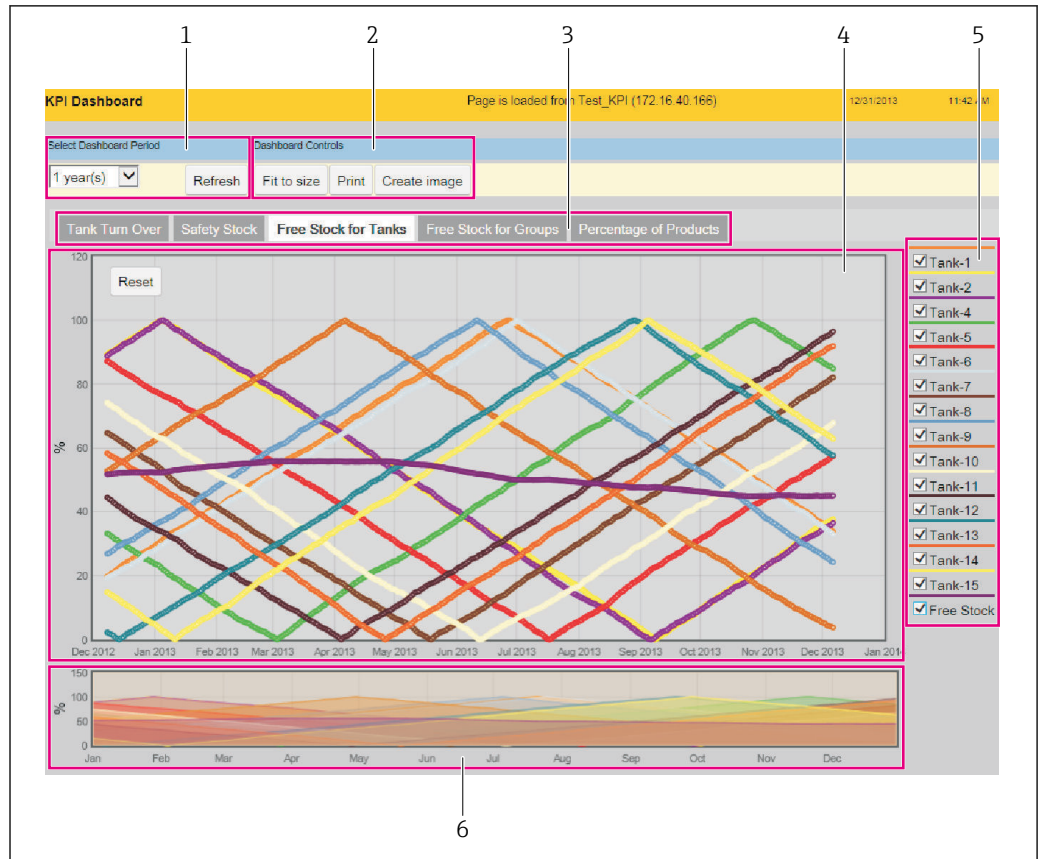 1 2 3 4 5
KPI Dashboard Page is loaded from Test_KPI (172.16.40.166) 12/31/2013 11:42 AM
Select Dashboard Period Dashboard Controls
1 year(s) Refresh Fit to size Print Create image
Tank Turn Over Safety Stock Free Stock for Tanks Free Stock for Groups Percentage of Products
120
Reset
100
80
%
60
40
20
0
Dec 2012 Jan 2013 Feb 2013 Mar 2013 Apr 2013 May 2013 Jun 2013 Jul 2013 Aug 2013 Sep 2013 Oct 2013 Nov 2013 Dec 2013 Jan 201
Tank-1
Tank-2
Tank-4
Tank-5
Tank-6
Tank-7
Tank-8
Tank-9
Tank-10
Tank-11
Tank-12
Tank-13
Tank-14
Tank-15
Free Stock
150
100
%
50
0
Jan Feb Mar Apr May Jun Jul Aug Sep Oct Nov Dec
6